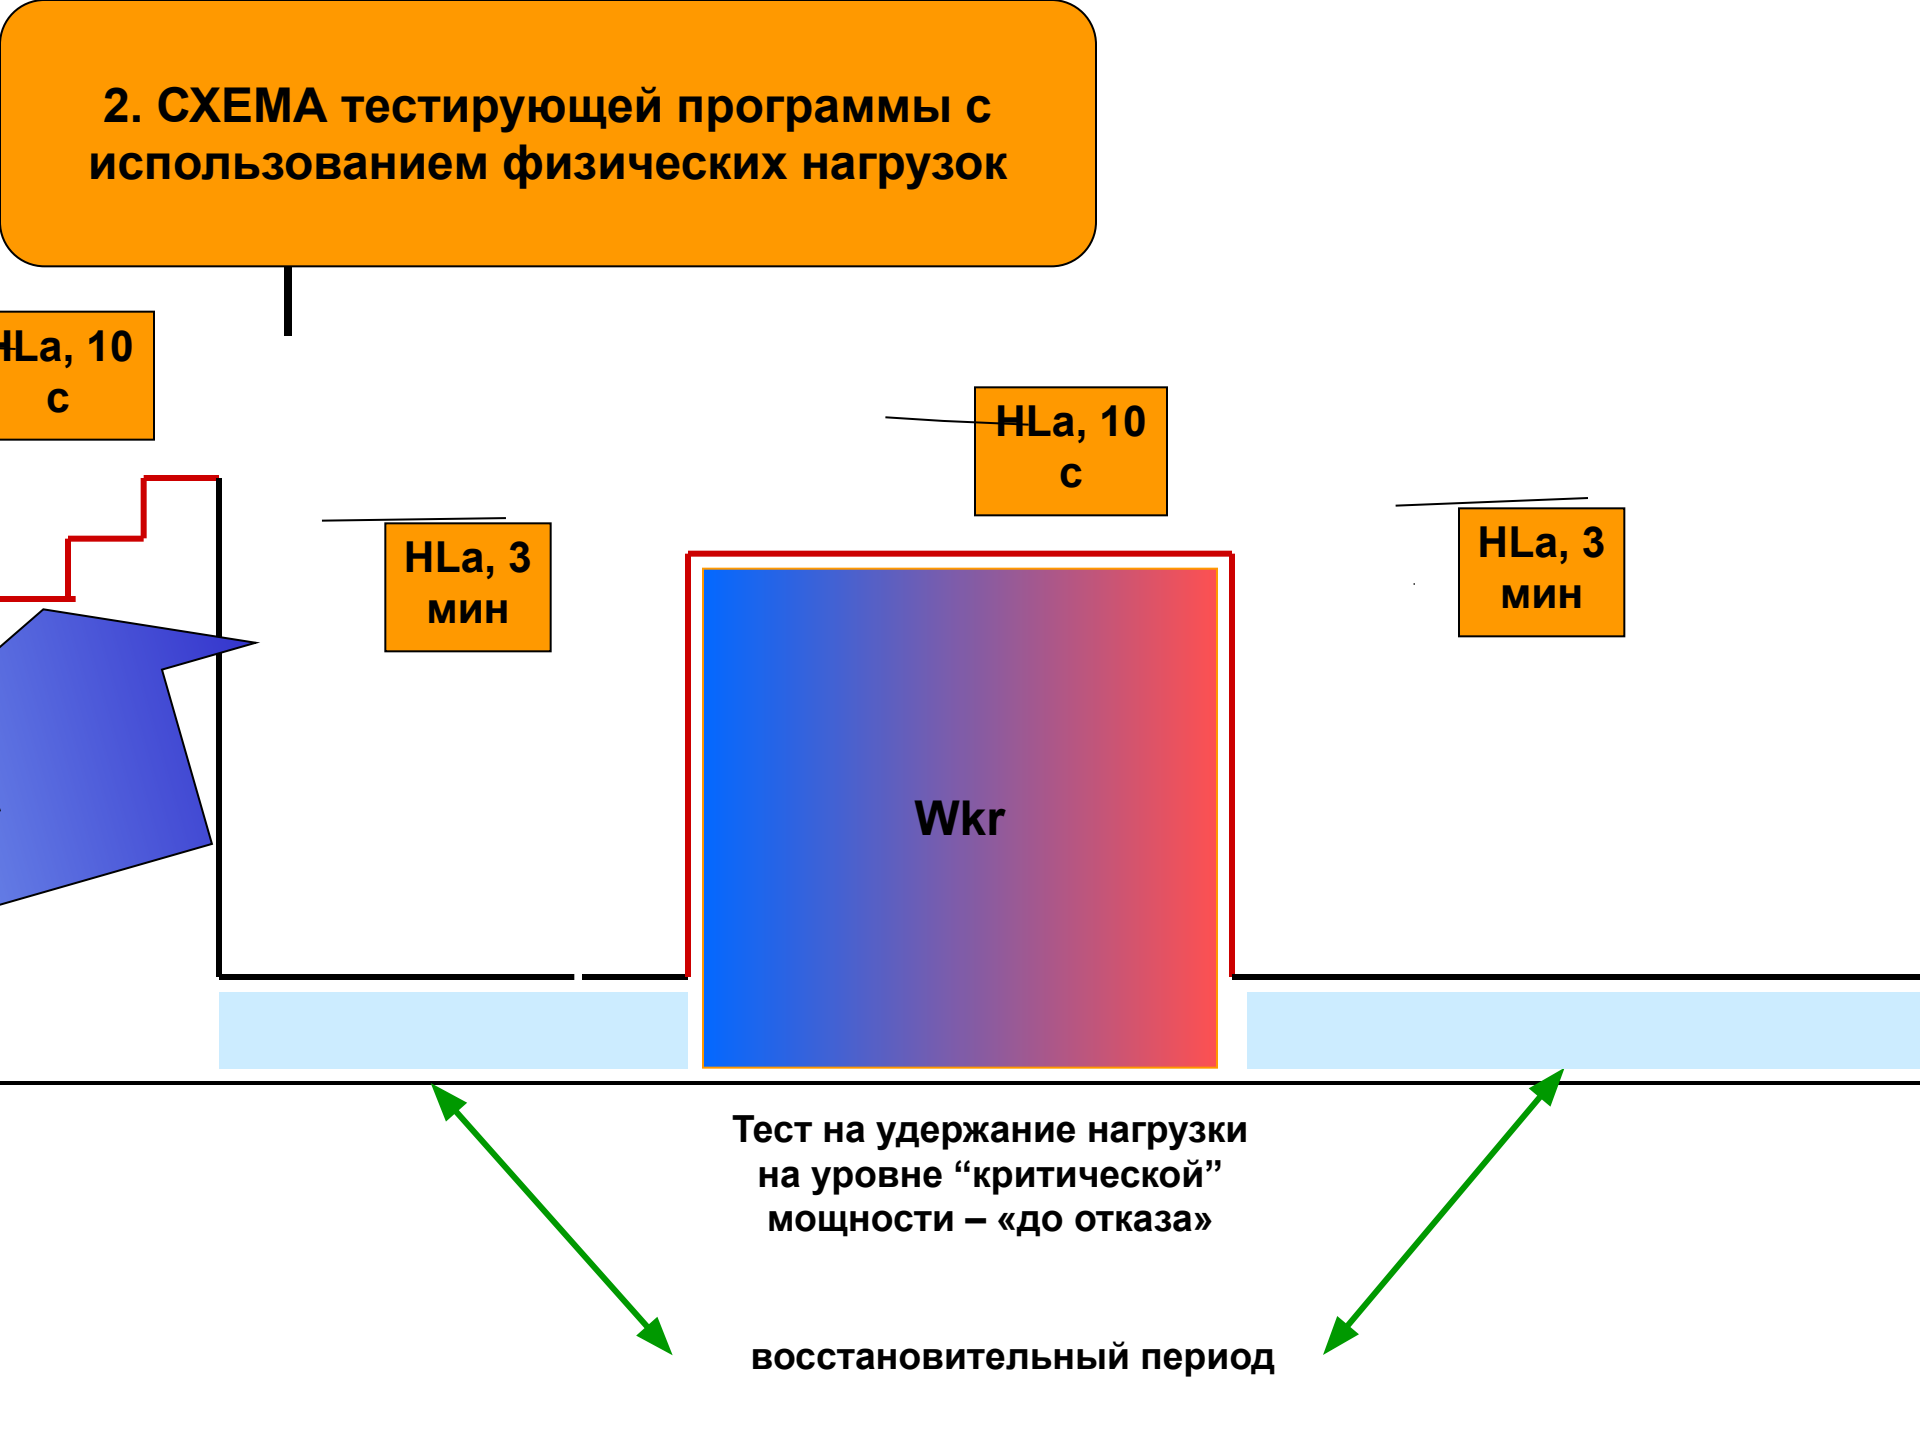 2. СХЕМА тестирующей программы с
использованием физических нагрузок
HLa, 10
с
HLa, 10
с
HLa, 3
мин
HLa, 3
мин
Wkr
Тест на удержание нагрузки
на уровне “критической”
мощности – «до отказа»
восстановительный период